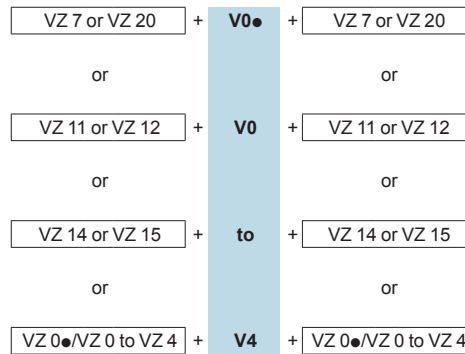 VZ 7 or VZ 20 + V0● + VZ 7 or VZ 20
or or
VZ 11 or VZ 12 + V0 + VZ 11 or VZ 12
or or
VZ 14 or VZ 15 + to + VZ 14 or VZ 15
or or
VZ 0●/VZ 0 to VZ 4 + V4 + VZ 0●/VZ 0 to VZ 4